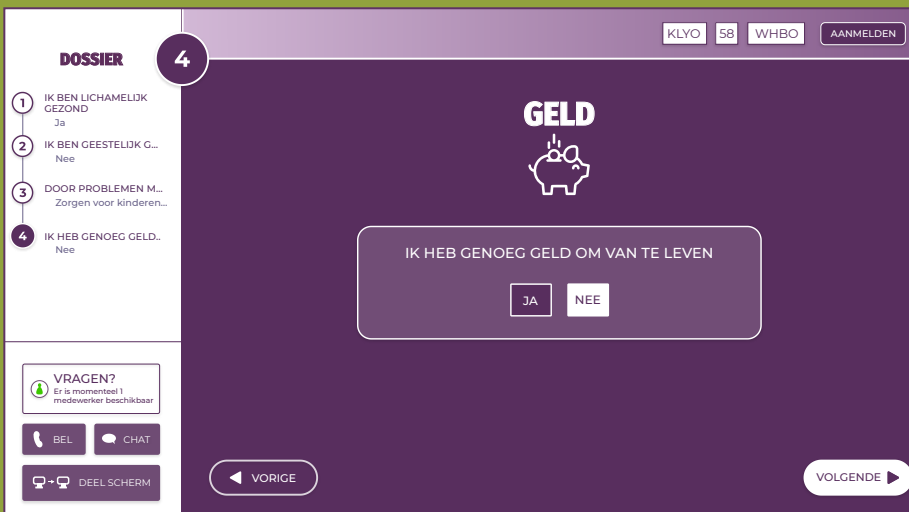 DOSSIER
4
KLYO
58
WHBO
AANMELDEN
1
IK BEN LICHAMELIJK
GEZOND
Ja
2
IK BEN GEESTELIJK G...
Nee
3
DOOR PROBLEMEN M...
Zorgen voor kinderen...
4
IK HEB GENOEG GELD..
Nee
GELD
IK HEB GENOEG GELD OM VAN TE LEVEN
JA
NEE
VRAGEN?
Er is momenteel 1
medewerker beschikbaar
BEL
CHAT
DEEL SCHERM
VORIGE
VOLGENDE